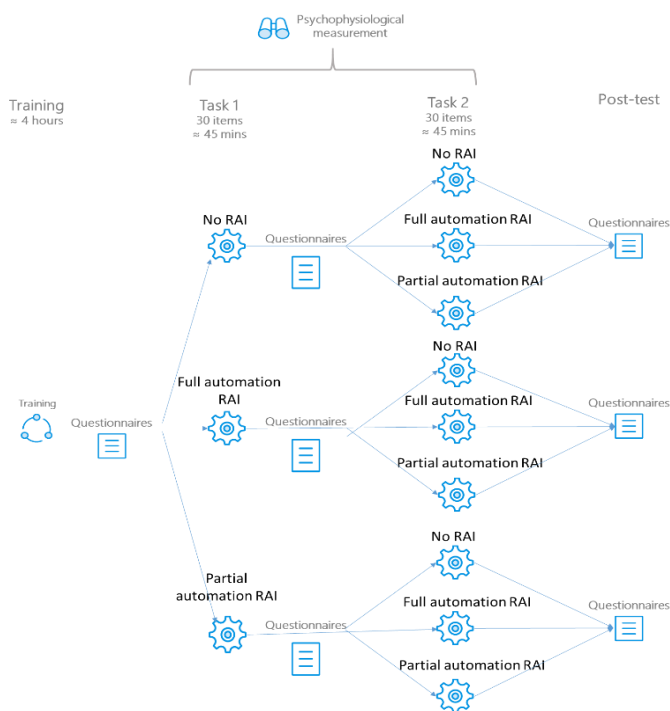 Psychophysiological
measurement
Training
≈ 4 hours
Task 1
30 items
≈ 45 mins
Task 2
30 items
≈ 45 mins
Post-test
No RAI
No RAI
Questionnaires
Full automation RAI
Questionnaires
Partial automation RAI
No RAI
Full automation
RAI
Training
Questionnaires
Questionnaires
Full automation RAI
Questionnaires
Partial automation RAI
No RAI
Partial
automation RAI
Questionnaires
Full automation RAI
Questionnaires
Partial automation RAI